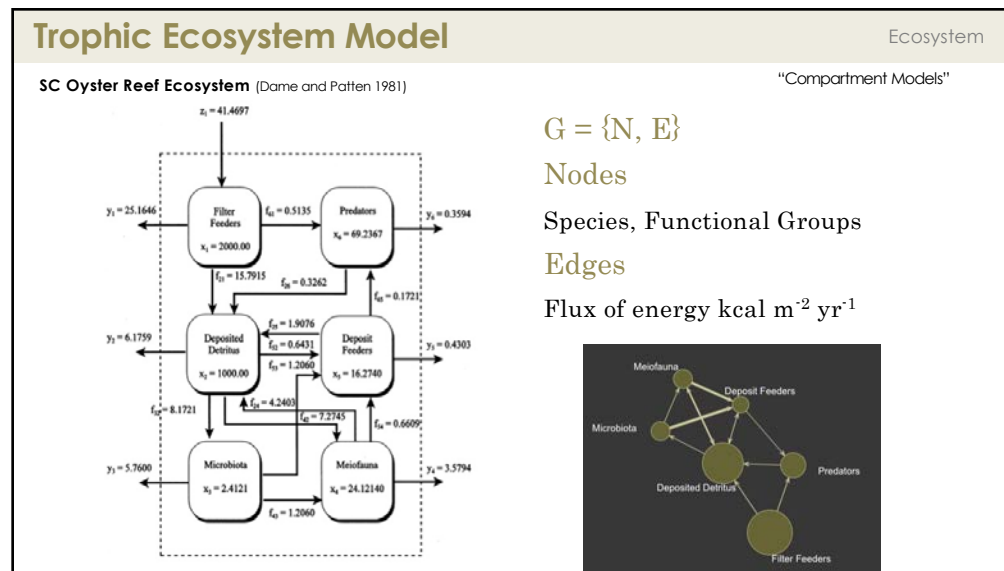 Trophic Ecosystem Model
Ecosystem
SC Oyster Reef Ecosystem (Dame and Patten 1981)
"Compartment Models"
z₁ = 41.4697
y₁ = 25.1646
Filter
Feeders
x₁ = 2000.00
f₆₁ = 0.5135
Predators
x₆ = 69.2367
y₆ = 0.3594
f₂₁ = 15.7915
f₂₆ = 0.3262
f₆₅ = 0.1721
y₂ = 6.1759
Deposited
Detritus
x₂ = 1000.00
f₂₅ = 1.9076
f₅₂ = 0.6431
f₅₃ = 1.2060
Deposit
Feeders
x₅ = 16.2740
y₅ = 0.4303
f₃₂ = 8.1721
f₂₄ = 4.2403
f₄₂ = 7.2745
f₅₄ = 0.6609
y₃ = 5.7600
Microbiota
x₃ = 2.4121
f₄₃ = 1.2060
Meiofauna
x₄ = 24.12140
y₄ = 3.5794
G = {N, E}
Nodes
Species, Functional Groups
Edges
Flux of energy kcal m⁻² yr⁻¹
Meiofauna
Deposit Feeders
Microbiota
Deposited Detritus
Predators
Filter Feeders